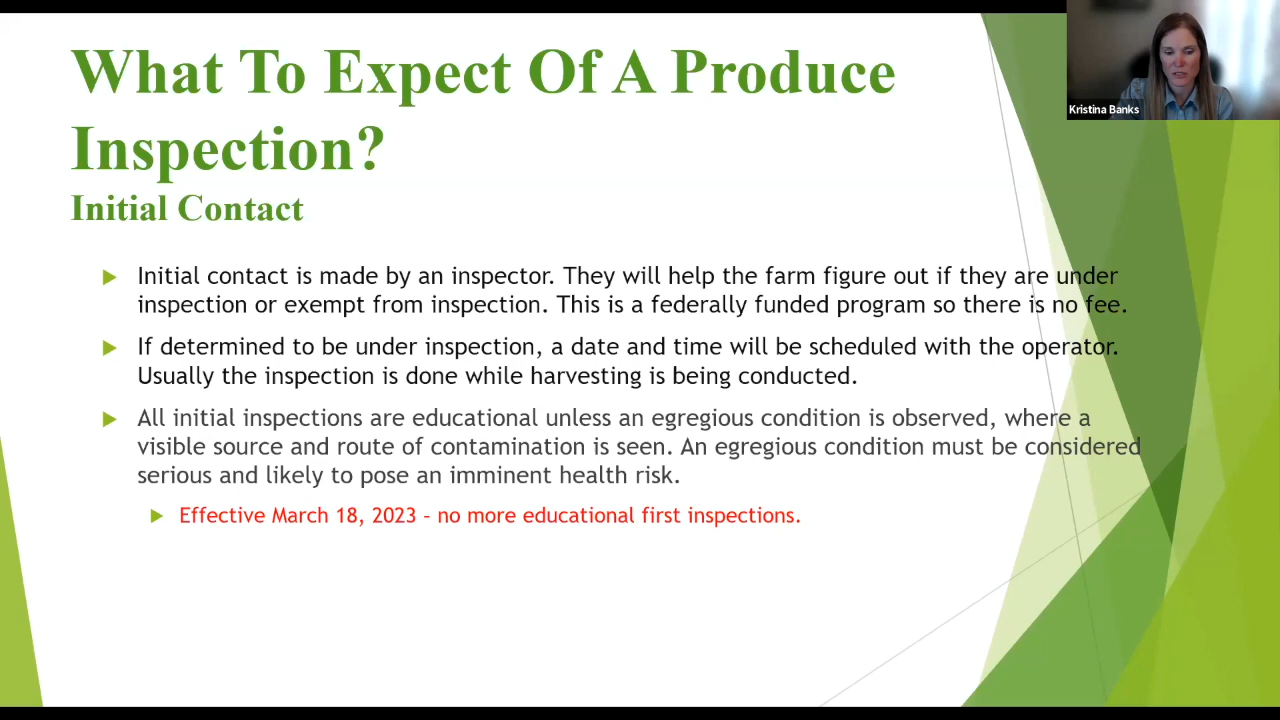 What To Expect Of A Produce
Inspection?
Initial Contact
Initial contact is made by an inspector. They will help the farm figure out if they are under
inspection or exempt from inspection. This is a federally funded program so there is no fee.
If determined to be under inspection, a date and time will be scheduled with the operator.
Usually the inspection is done while harvesting is being conducted.
All initial inspections are educational unless an egregious condition is observed, where a
visible source and route of contamination is seen. An egregious condition must be considered
serious and likely to pose an imminent health risk.
Effective March 18, 2023 – no more educational first inspections.
Kristina Banks